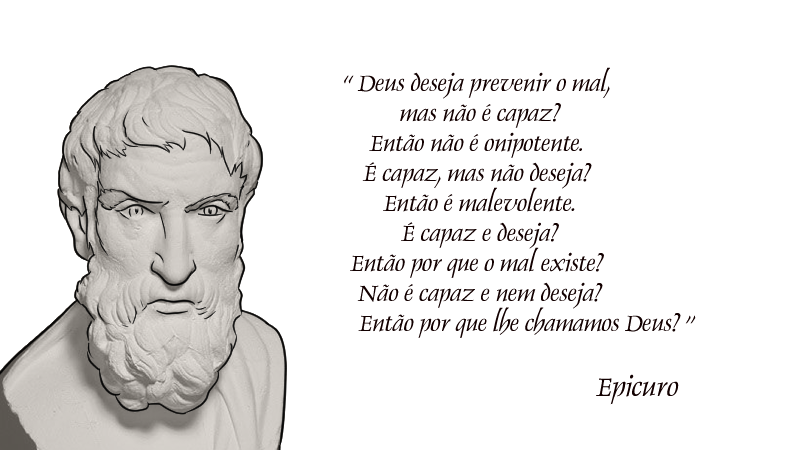 “ Deus deseja prevenir o mal,
mas não é capaz?
Então não é onipotente.
É capaz, mas não deseja?
Então é malevolente.
É capaz e deseja?
Então por que o mal existe?
Não é capaz e nem deseja?
Então por que lhe chamamos Deus? ”
Epicuro